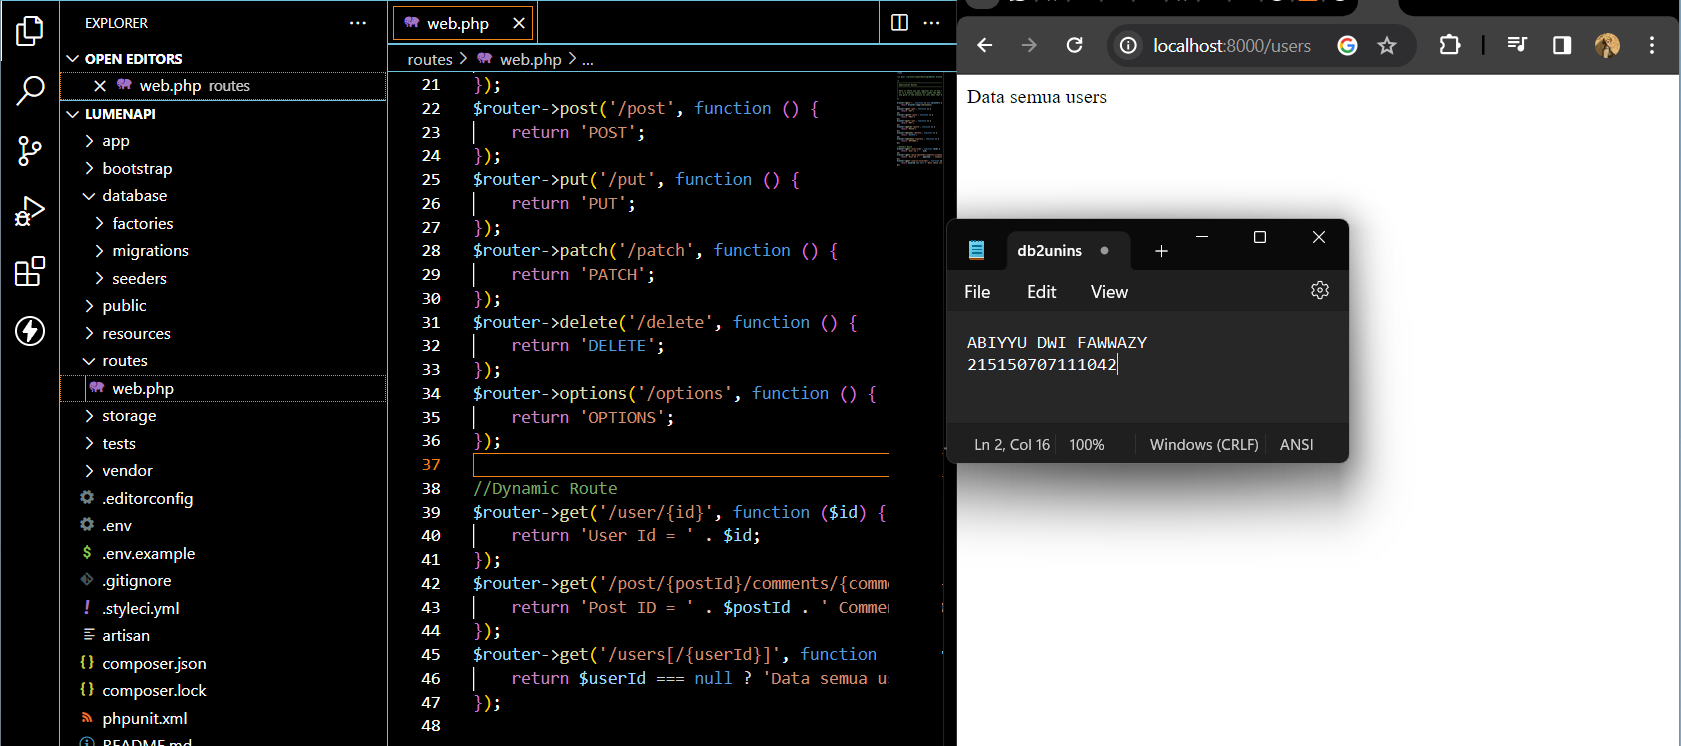 EXPLORER
OPEN EDITORS
web.php routes
LUMENAPI
app
bootstrap
database
factories
migrations
seeders
public
resources
routes
web.php
storage
tests
vendor
.editorconfig
.env
.env.example
.gitignore
.styleci.yml
artisan
composer.json
composer.lock
phpunit.xml
README.md
web.php
routes > web.php > ...
21 });
22 $router->post('/post', function () {
23 return 'POST';
24 });
25 $router->put('/put', function () {
26 return 'PUT';
27 });
28 $router->patch('/patch', function () {
29 return 'PATCH';
30 });
31 $router->delete('/delete', function () {
32 return 'DELETE';
33 });
34 $router->options('/options', function () {
35 return 'OPTIONS';
36 });
37
38 //Dynamic Route
39 $router->get('/user/{id}', function ($id) {
40 return 'User Id = ' . $id;
41 });
42 $router->get('/post/{postId}/comments/{comme
43 return 'Post ID = ' . $postId . ' Comme
44 });
45 $router->get('/users[/{userId}]', function
46 return $userId === null ? 'Data semua u
47 });
48
localhost:8000/users
Data semua users
db2unins
File Edit View
ABIYYU DWI FAWWAZY
215150707111042
Ln 2, Col 16 100% Windows (CRLF) ANSI